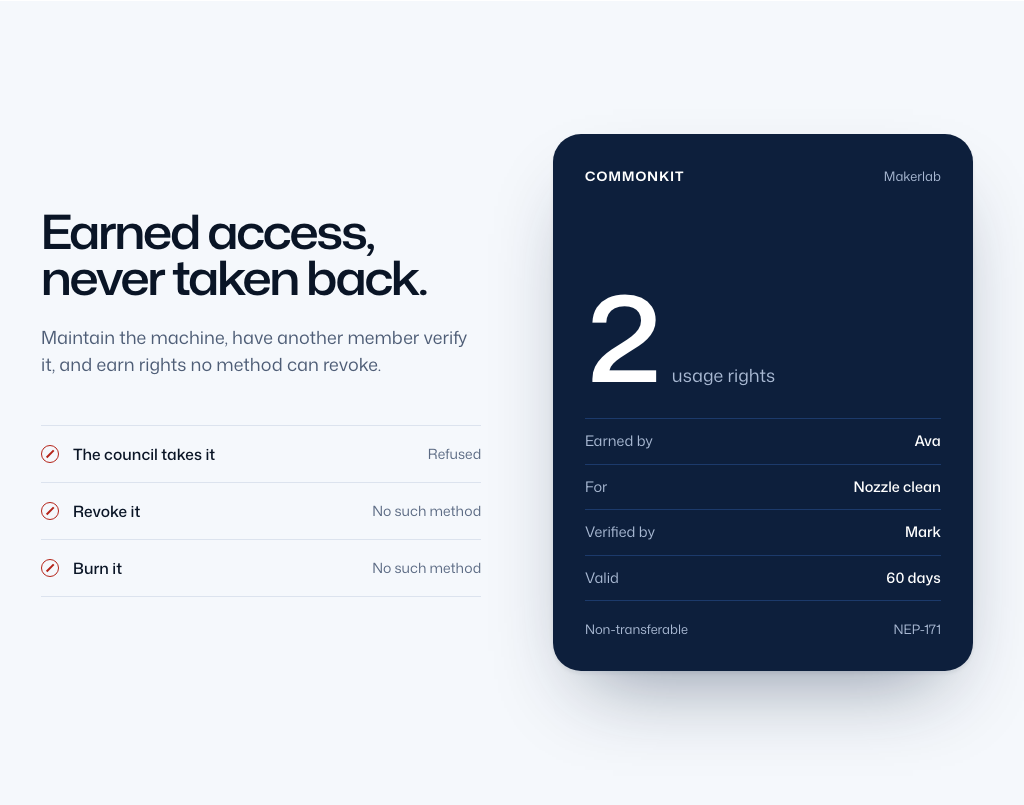 Earned access,
never taken back.
Maintain the machine, have another member verify
it, and earn rights no method can revoke.
The council takes it Refused
Revoke it No such method
Burn it No such method
COMMONKIT Makerlab
2 usage rights
Earned by Ava
For Nozzle clean
Verified by Mark
Valid 60 days
Non-transferable NEP-171